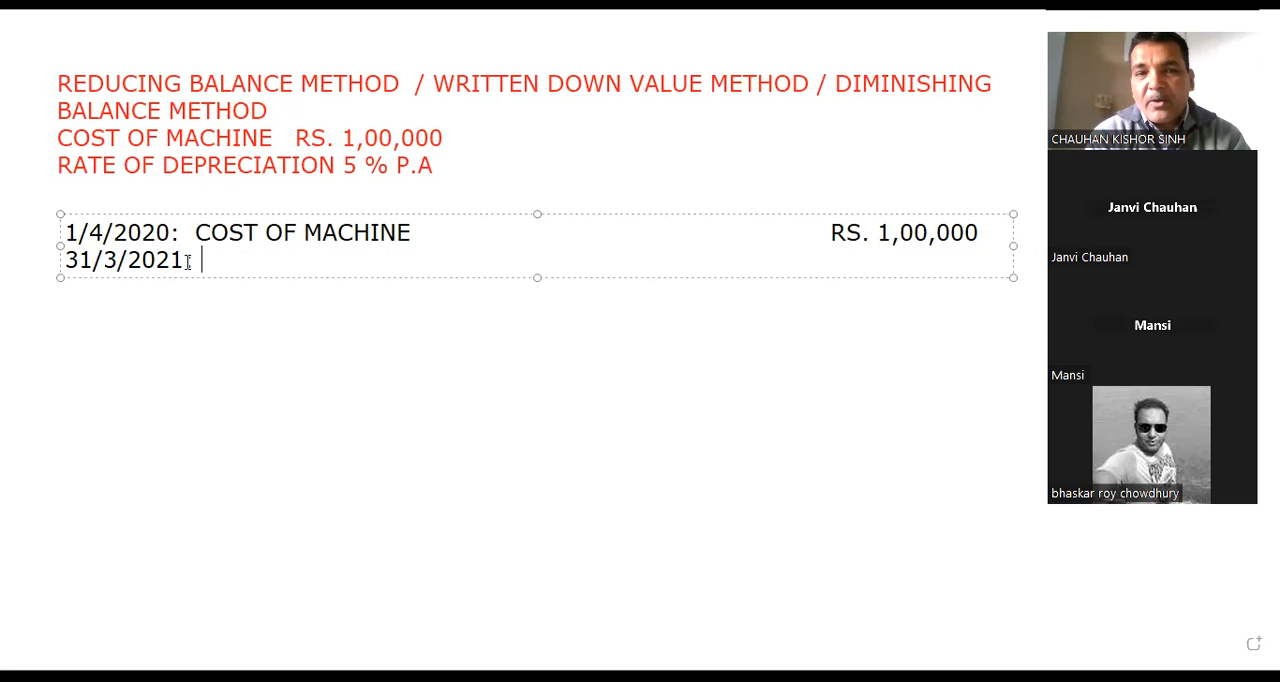 REDUCING BALANCE METHOD / WRITTEN DOWN VALUE METHOD / DIMINISHING
BALANCE METHOD
COST OF MACHINE RS. 1,00,000
RATE OF DEPRECIATION 5 % P.A
1/4/2020: COST OF MACHINE RS. 1,00,000
31/3/2021:
CHAUHAN KISHOR SINH
Janvi Chauhan
Janvi Chauhan
Mansi
Mansi
bhaskar roy chowdhury